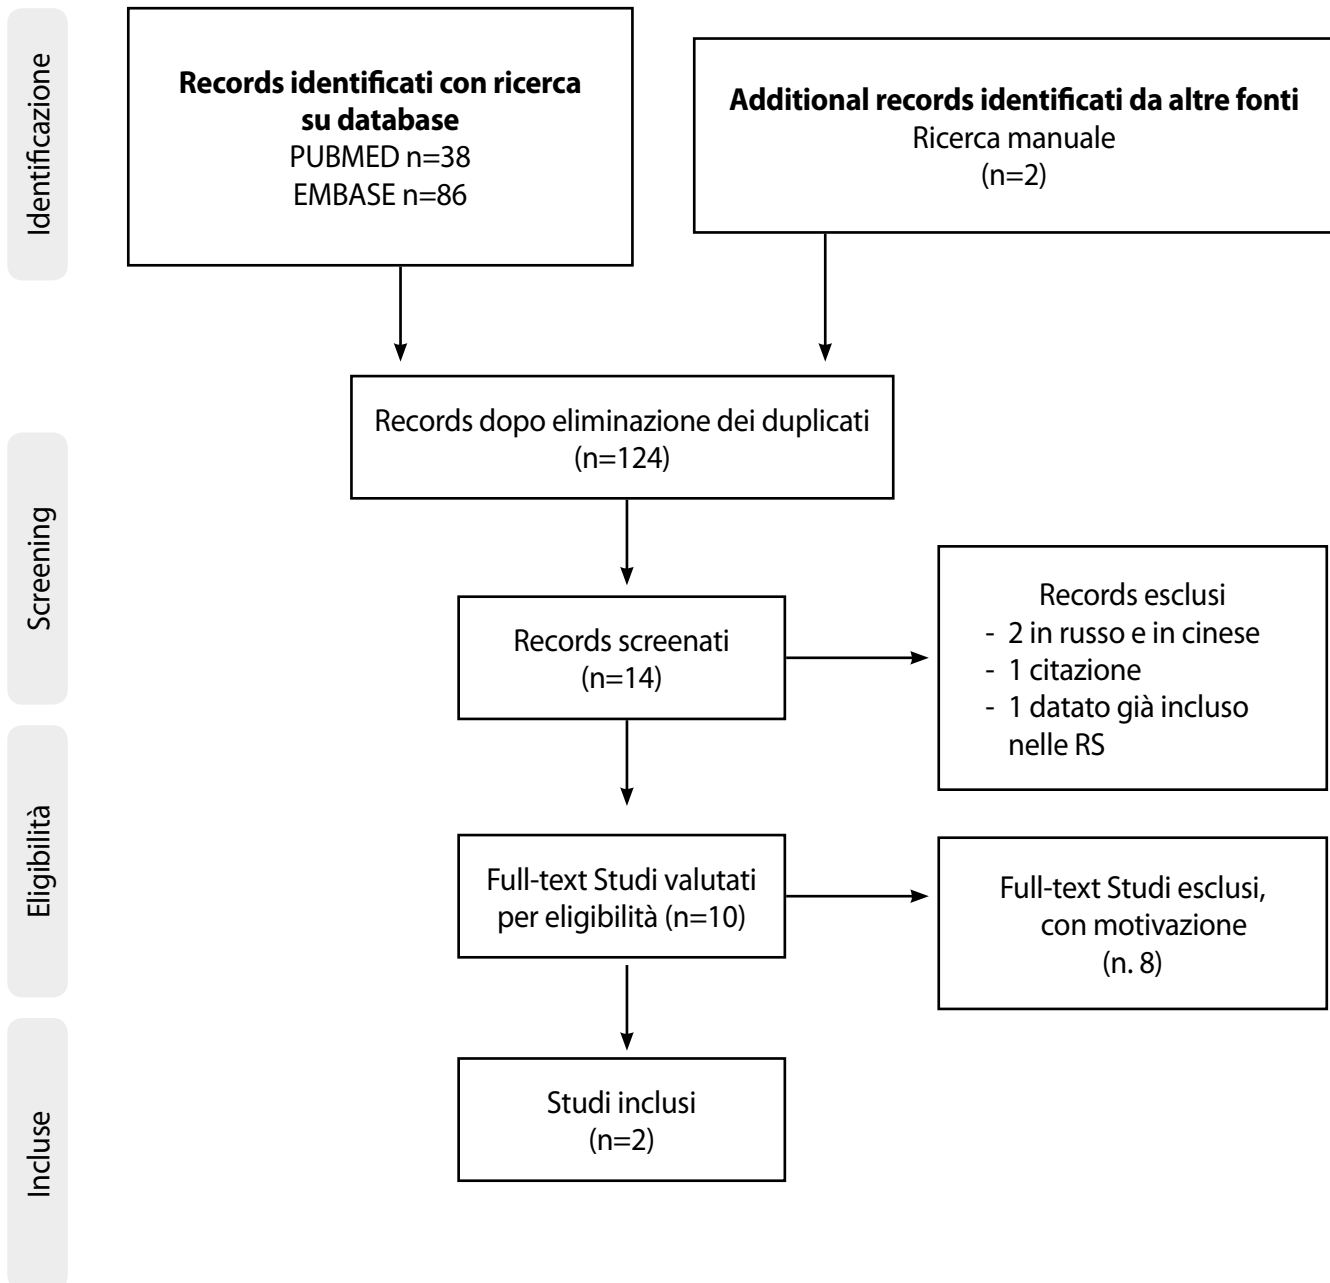 Identificazione
Records identificati con ricerca
su database
PUBMED n=38
EMBASE n=86
Additional records identificati da altre fonti
Ricerca manuale
(n=2)
Records dopo eliminazione dei duplicati
(n=124)
Screening
Records screenati
(n=14)
Records esclusi
- 2 in russo e in cinese
- 1 citazione
- 1 datato già incluso
nelle RS
Eligibilità
Full-text Studi valutati
per eligibilità (n=10)
Full-text Studi esclusi,
con motivazione
(n. 8)
Incluse
Studi inclusi
(n=2)